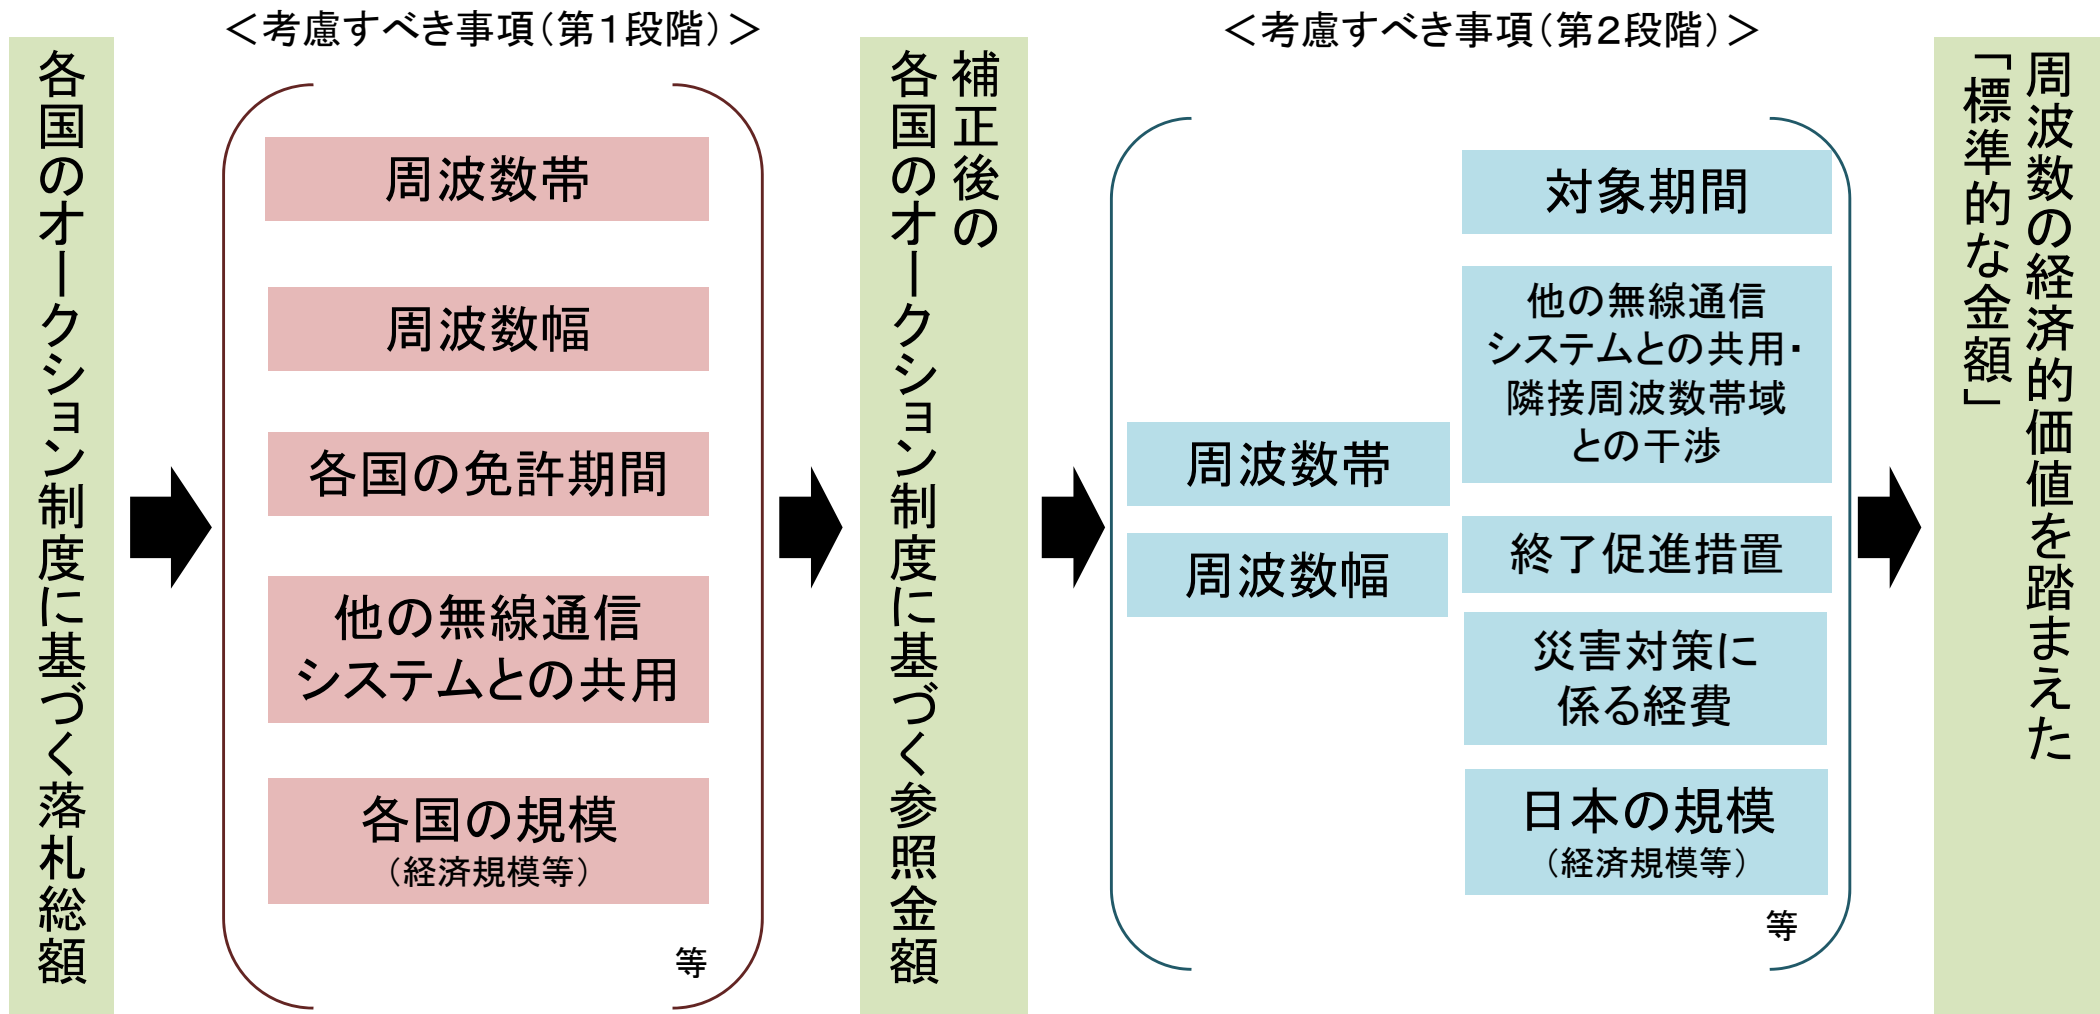 各国のオークション制度に基づく落札総額
＜考慮すべき事項（第１段階）＞
周波数帯
周波数幅
各国の免許期間
他の無線通信
システムとの共用
各国の規模
（経済規模等）
等
補正後の
各国のオークション制度に基づく参照金額
＜考慮すべき事項（第２段階）＞
周波数帯
周波数幅
対象期間
他の無線通信
システムとの共用・
隣接周波数帯域
との干渉
終了促進措置
災害対策に
係る経費
日本の規模
（経済規模等）
等
周波数の経済的価値を踏まえた
「標準的な金額」